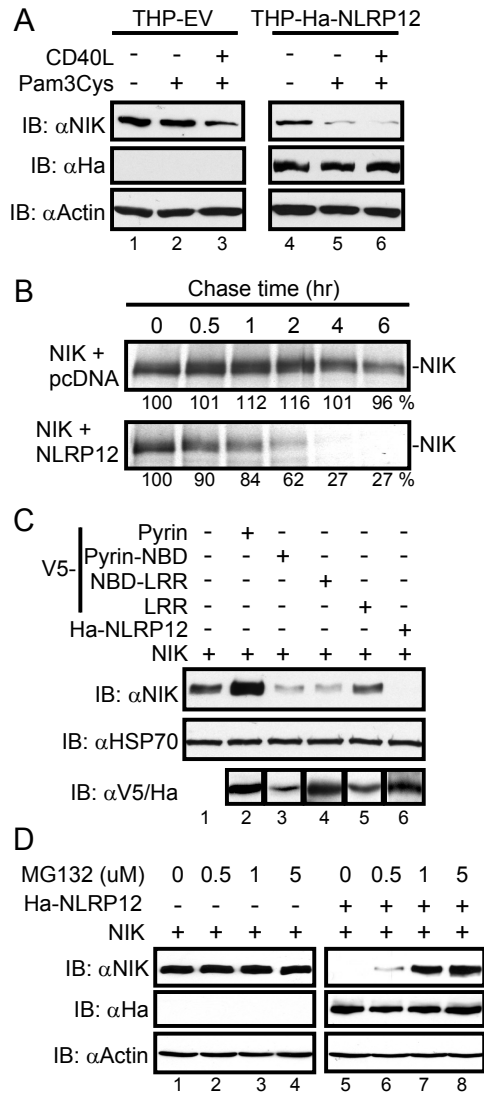 A
THP-EV THP-Ha-NLRP12
CD40L - - + - - +
Pam3Cys - + + - + +
IB: αNIK
IB: αHa
IB: αActin
1 2 3 4 5 6
B
Chase time (hr)
0 0.5 1 2 4 6
NIK + pcDNA -NIK
100 101 112 116 101 96 %
NIK + NLRP12 -NIK
100 90 84 62 27 27 %
C
V5-
Pyrin - + - - - -
Pyrin-NBD - - + - - -
NBD-LRR - - - + - -
LRR - - - - + -
Ha-NLRP12 - - - - - +
NIK + + + + + +
IB: αNIK
IB: αHSP70
IB: αV5/Ha
1 2 3 4 5 6
D
MG132 (uM) 0 0.5 1 5 0 0.5 1 5
Ha-NLRP12 - - - - + + + +
NIK + + + + + + + +
IB: αNIK
IB: αHa
IB: αActin
1 2 3 4 5 6 7 8